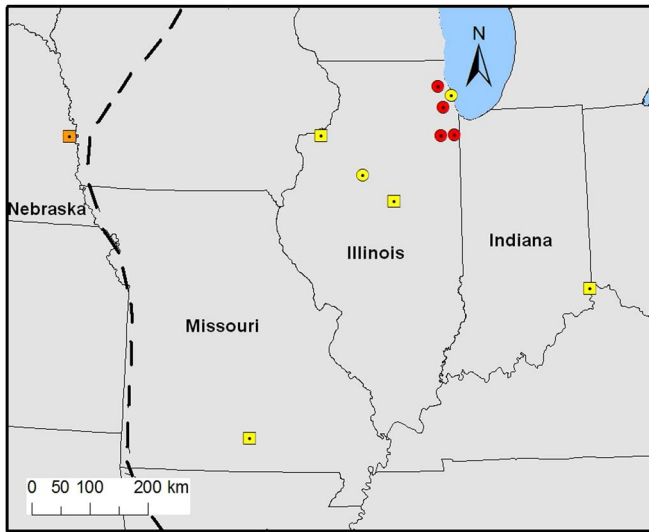 N
Nebraska
Illinois
Indiana
Missouri
0 50 100 200 km